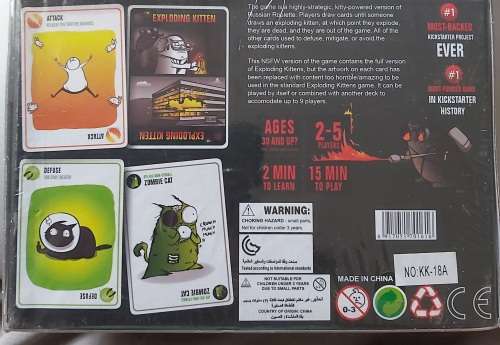 ATTACK
ATTACK
EXPLODING KITTEN
EXPLODING KITTEN
DEFUSE
DEFUSE
ZOMBIE CAT
ZOMBIE CAT
The game is a highly-strategic, kitty-powered version of
Russian Roulette. Players draw cards until someone
draws an exploding kitten, at which point they explode,
they are dead, and they are out of the game. All of the
other cards used to defuse, mitigate, or avoid the
exploding kitten.
This NSFW version of the game contains the full version
of Exploding Kittens, but the artwork on each card has
been replaced with content too horrible/amazing to be
used in the standard Exploding Kittens game. It can be
played by itself or combined with another deck to
accomodate up to 9 players.
#1
MOST-BACKED
KICKSTARTER PROJECT
EVER
#1
IN KICKSTARTER
HISTORY
AGES
30 AND UP?
2-5
PLAYERS
2 MIN
TO LEARN
15 MIN
TO PLAY
WARNING:
CHOKING HAZARD - small parts.
Not for children under 3 years.
Tested according to international standards
NOT SUITABLE FOR
CHILDREN UNDER 3 YEARS
DUE TO SMALL PARTS
COUNTRY OF ORIGIN: CHINA
MADE IN CHINA
NO:KK-18A
0-3
CE